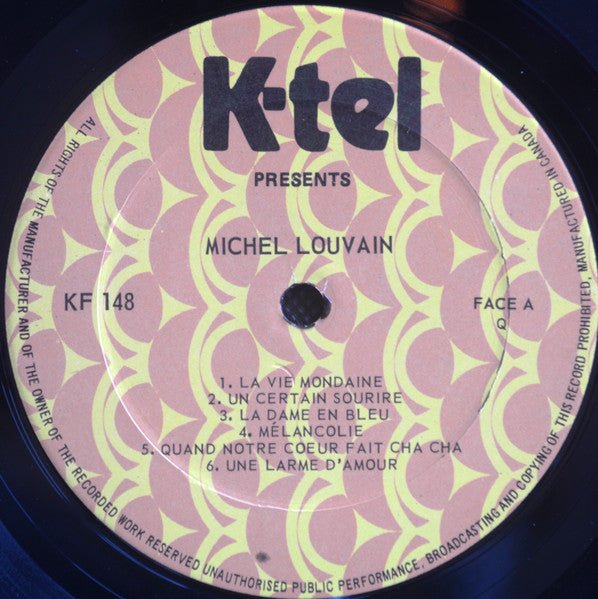 K-tel
PRESENTS
MICHEL LOUVAIN
KF 148
FACE A
Q
1. LA VIE MONDAINE
2. UN CERTAIN SOURIRE
3. LA DAME EN BLEU
4. MÉLANCOLIE
5. QUAND NOTRE COEUR FAIT CHA CHA
6. UNE LARME D'AMOUR
ALL RIGHTS OF THE MANUFACTURER AND OF THE OWNER OF THE RECORDED WORK RESERVED UNAUTHORISED PUBLIC PERFORMANCE, BROADCASTING AND COPYING OF THIS RECORD PROHIBITED, MANUFACTURED IN CANADA